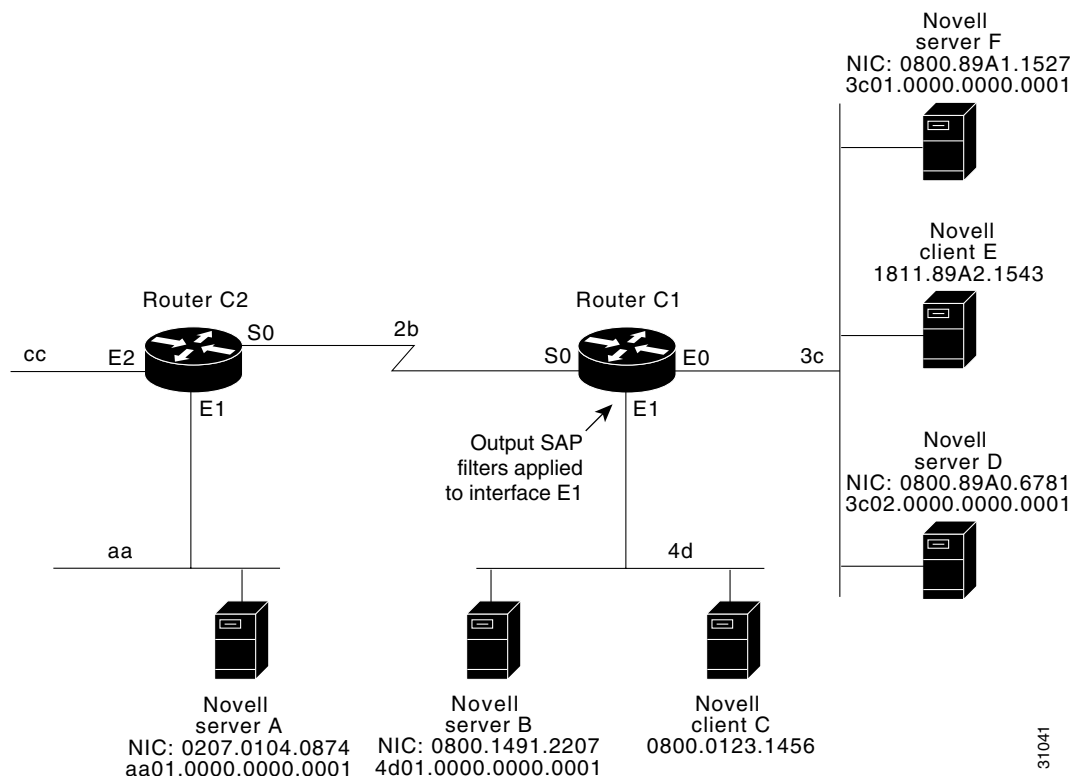 Novell
server F
NIC: 0800.89A1.1527
3c01.0000.0000.0001
Novell
client E
1811.89A2.1543
Router C2
Router C1
S0
2b
cc
E2
S0
E0
3c
E1
E1
Output SAP
filters applied
to interface E1
Novell
server D
NIC: 0800.89A0.6781
3c02.0000.0000.0001
aa
4d
Novell
server A
NIC: 0207.0104.0874
aa01.0000.0000.0001
Novell
server B
NIC: 0800.1491.2207
4d01.0000.0000.0001
Novell
client C
0800.0123.1456
31041